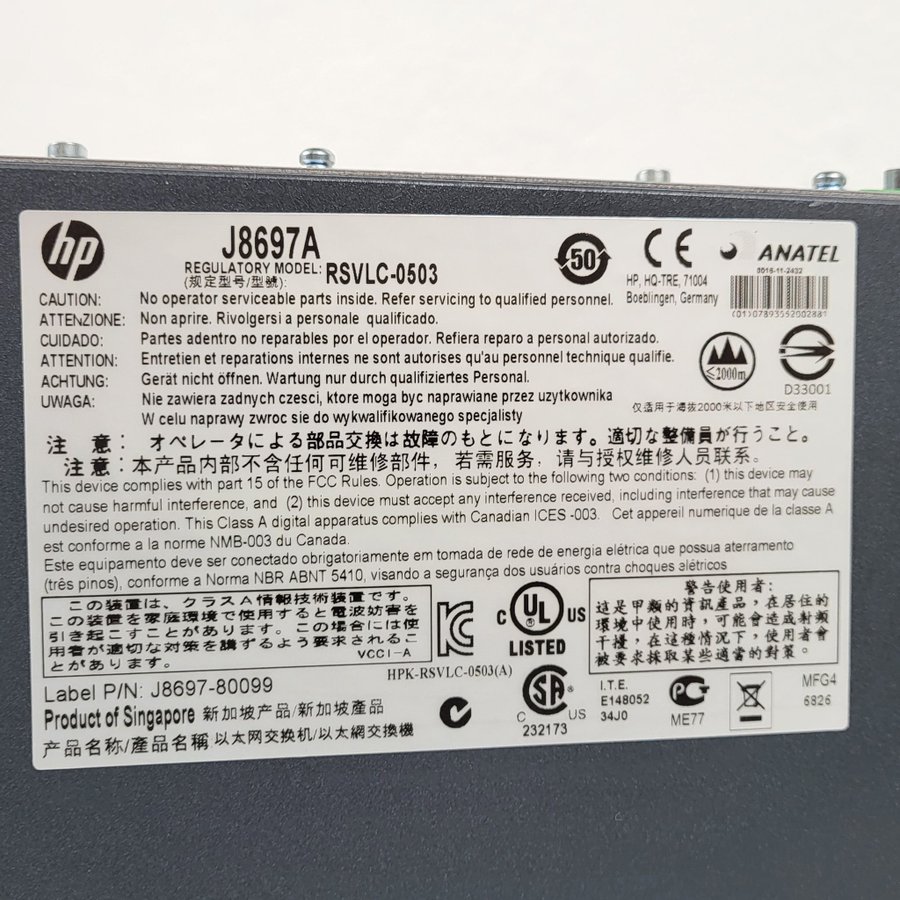 hp
J8697A
REGULATORY MODEL: RSVLC-0503
(规定型号/型號):
50
CE
HP, HQ-TRE, 71004
Boeblingen, Germany
ANATEL
0016-11-2432
(01)07893552002881
CAUTION: No operator serviceable parts inside. Refer servicing to qualified personnel.
ATTENZIONE: Non aprire. Rivolgersi a personale qualificado.
CUIDADO: Partes adentro no reparables por el operador. Refiera reparo a personal autorizado.
ATTENTION: Entretien et reparations internes ne sont autorises qu'au personnel technique qualifie.
ACHTUNG: Gerät nicht öffnen. Wartung nur durch qualifiziertes Personal.
UWAGA: Nie zawiera zadnych czesci, ktore moga byc naprawiane przez uzytkownika
W celu naprawy zwroc sie do wykwalifikowanego specjalisty
≤2000m
D33001
仅适用于海拔2000米以下地区安全使用
注 意: オペレータによる部品交換は故障のもとになります。適切な整備員が行うこと。
注意:本产品内部不含任何可维修部件，若需服务，请与授权维修人员联系。
This device complies with part 15 of the FCC Rules. Operation is subject to the following two conditions: (1) this device may
not cause harmful interference, and (2) this device must accept any interference received, including interference that may cause
undesired operation. This Class A digital apparatus complies with Canadian ICES -003. Cet appareil numerique de la classe A
est conforme a la norme NMB-003 du Canada.
Este equipamento deve ser conectado obrigatoriamente em tomada de rede de energia elétrica que possua aterramento
(três pinos), conforme a Norma NBR ABNT 5410, visando a segurança dos usuários contra choques elétricos
この装置は、クラスA情報技術装置です。
この装置を家庭環境で使用すると電波妨害を
引き起こすことがあります。この場合には使
用者が適切な対策を講ずるよう要求されるこ
とがあります。 VCCI-A
HPK-RSVLC-0503(A)
C UL US
®
LISTED
警告使用者:
這是甲類的資訊產品，在居住的
環境中使用時，可能會造成射頻
干擾，在這種情況下，使用者會
被要求採取某些適當的對策。
Label P/N: J8697-80099
Product of Singapore 新加坡产品/新加坡產品
产品名称/產品名稱 以太网交换机/以太網交換機
SA
C US
232173
I.T.E.
E148052
34J0
ME77
MFG4
6826